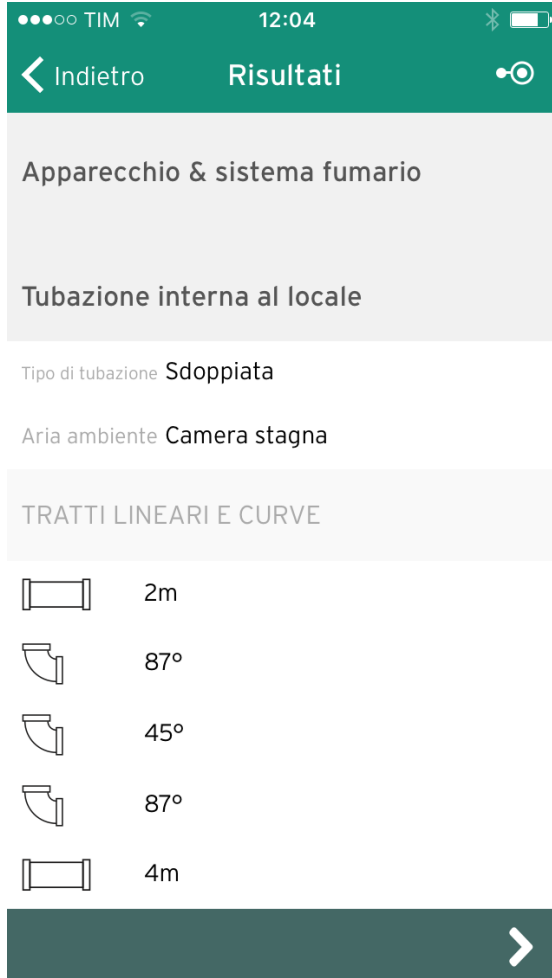 TIM 12:04
Indietro Risultati
Apparecchio & sistema fumario
Tubazione interna al locale
Tipo di tubazione Sdoppiata
Aria ambiente Camera stagna
TRATTI LINEARI E CURVE
2m
87°
45°
87°
4m